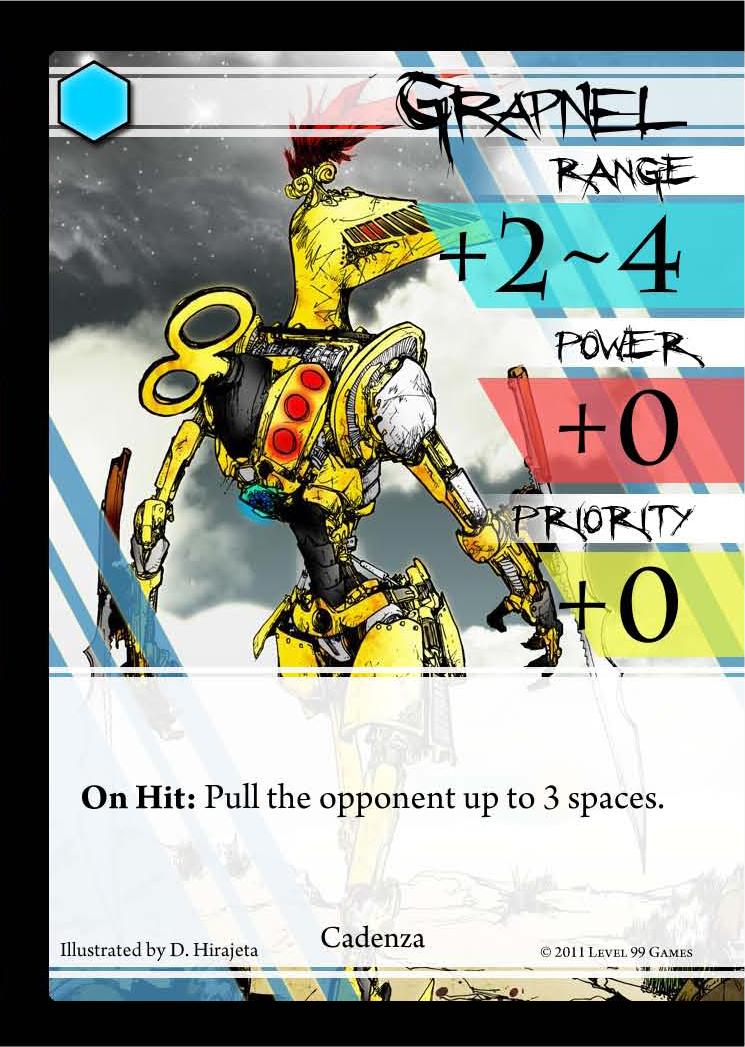 GRAPNEL
RANGE
+2~4
POWER
+0
PRIORITY
+0
On Hit: Pull the opponent up to 3 spaces.
Cadenza
Illustrated by D. Hirajeta
© 2011 LEVEL 99 GAMES